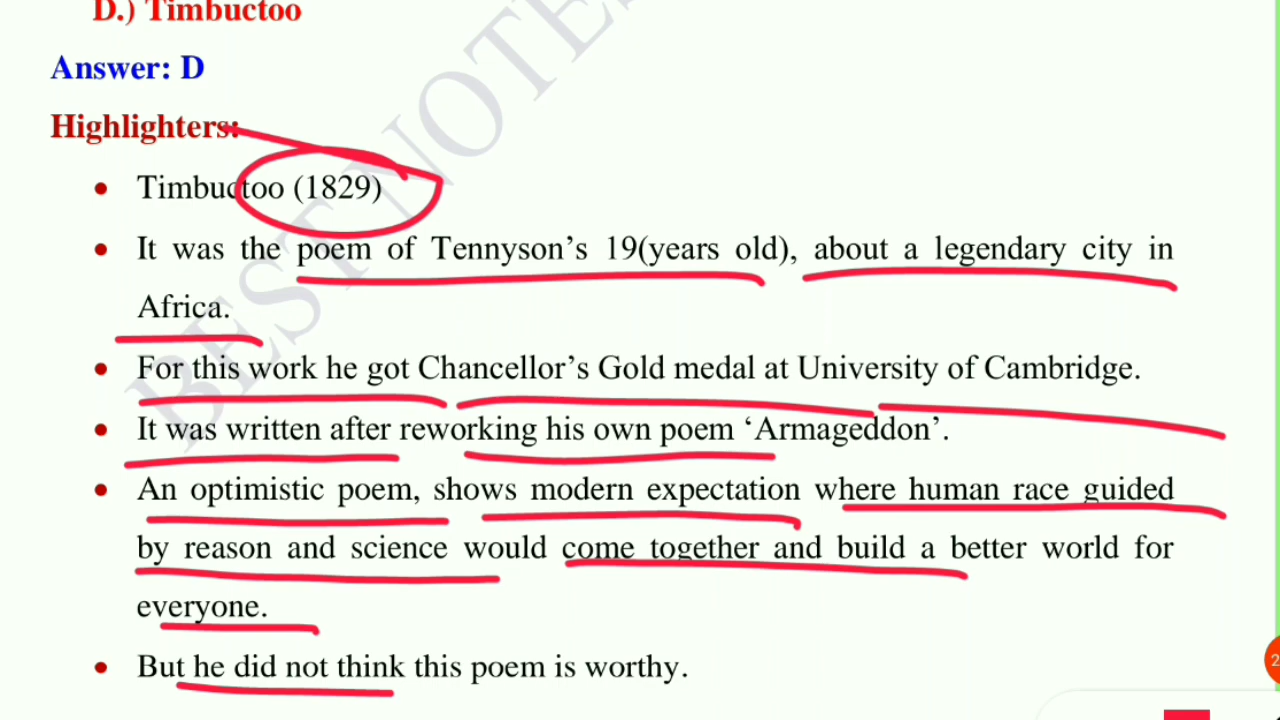 D.) Timbuctoo
Answer: D
Highlighters:
• Timbuctoo (1829)
• It was the poem of Tennyson's 19(years old), about a legendary city in
Africa.
• For this work he got Chancellor's Gold medal at University of Cambridge.
• It was written after reworking his own poem ‘Armageddon’.
• An optimistic poem, shows modern expectation where human race guided
by reason and science would come together and build a better world for
everyone.
• But he did not think this poem is worthy.
BEST NOTE
2